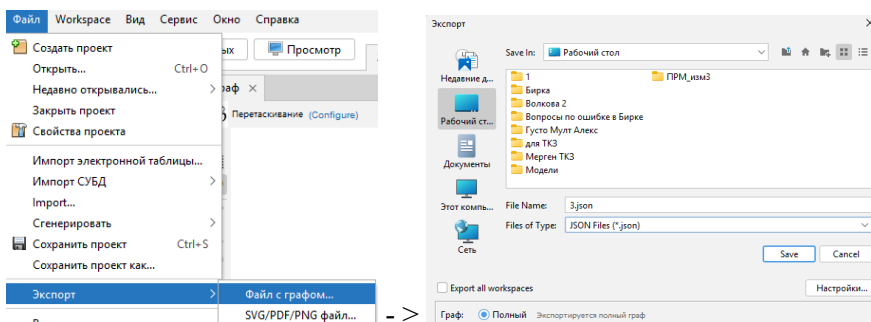 Файл Workspace Вид Сервис Окно Справка
Создать проект
Открыть... Ctrl+O
Недавно открывались... >
Закрыть проект
Свойства проекта
Импорт электронной таблицы...
Импорт СУБД >
Import...
Сгенерировать >
Сохранить проект Ctrl+S
Сохранить проект как...
Экспорт >
ых Просмотр
аф ×
Перетаскивание (Configure)
Файл с графом...
SVG/PDF/PNG файл...
- >
Экспорт
Save In: Рабочий стол
Недавние д...
Рабочий ст...
Документы
Этот компь...
Сеть
1
Бирка
Волкова 2
Вопросы по ошибке в Бирке
Густо Мулт Алекс
для ТКЗ
Мерген ТКЗ
Модели
ПРМ_изм3
File Name: 3.json
Files of Type: JSON Files (*.json)
Save Cancel
Export all workspaces Настройки...
Граф: Полный Экспортируется полный граф